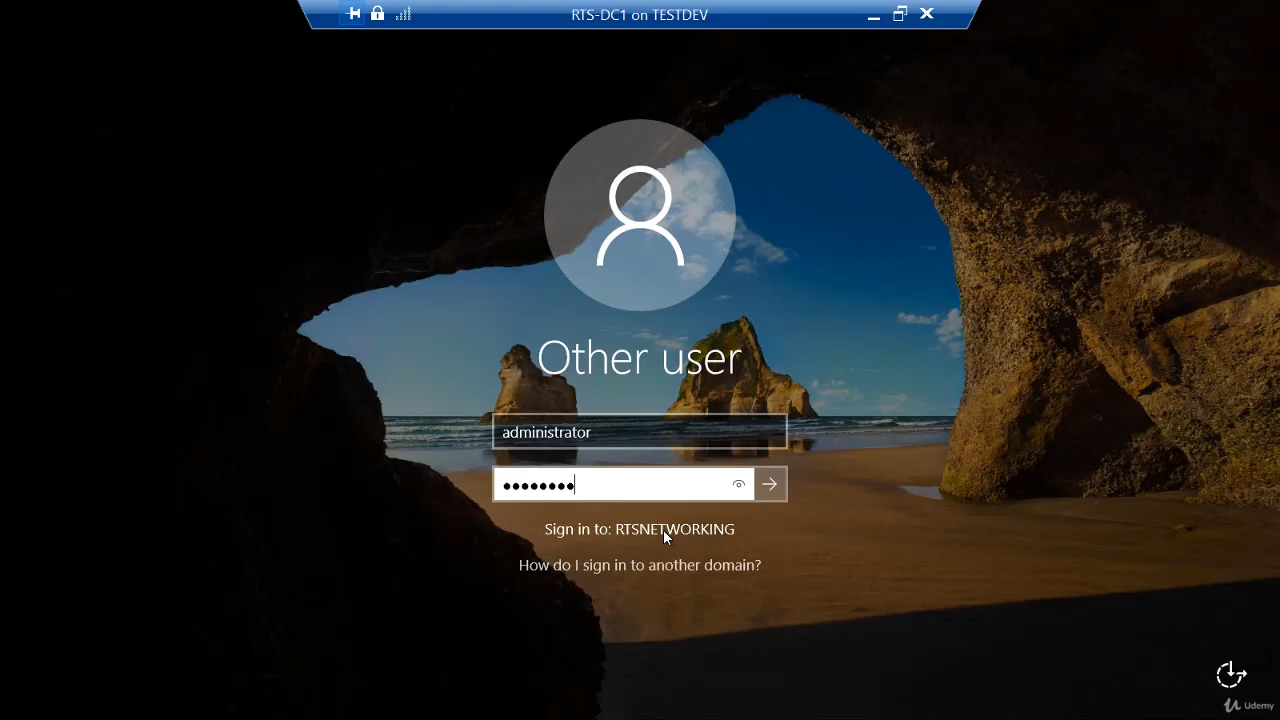 RTS-DC1 on TESTDEV
Other user
administrator
Sign in to: RTSNETWORKING
How do I sign in to another domain?
Udemy